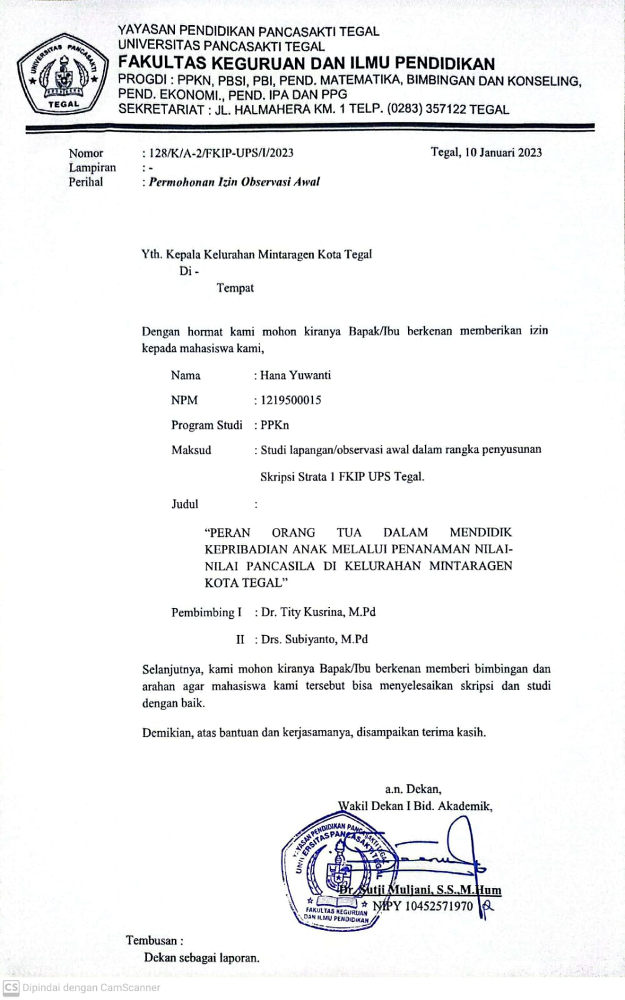 YAYASAN PENDIDIKAN PANCASAKTI TEGAL
UNIVERSITAS PANCASAKTI TEGAL
FAKULTAS KEGURUAN DAN ILMU PENDIDIKAN
PROGDI : PPKN, PBSI, PBI, PEND. MATEMATIKA, BIMBINGAN DAN KONSELING,
PEND. EKONOMI., PEND. IPA DAN PPG
SEKRETARIAT : JL. HALMAHERA KM. 1 TELP. (0283) 357122 TEGAL
UNIVERSITAS PANCASAKTI
TEGAL
Nomor : 128/K/A-2/FKIP-UPS/I/2023 Tegal, 10 Januari 2023
Lampiran : -
Perihal : Permohonan Izin Observasi Awal
Yth. Kepala Kelurahan Mintaragen Kota Tegal
Di -
Tempat
Dengan hormat kami mohon kiranya Bapak/Ibu berkenan memberikan izin
kepada mahasiswa kami,
Nama : Hana Yuwanti
NPM : 1219500015
Program Studi : PPKn
Maksud : Studi lapangan/observasi awal dalam rangka penyusunan
Skripsi Strata 1 FKIP UPS Tegal.
Judul :
“PERAN ORANG TUA DALAM MENDIDIK
KEPRIBADIAN ANAK MELALUI PENANAMAN NILAI-
NILAI PANCASILA DI KELURAHAN MINTARAGEN
KOTA TEGAL”
Pembimbing I : Dr. Tity Kusrina, M.Pd
II : Drs. Subiyanto, M.Pd
Selanjutnya, kami mohon kiranya Bapak/Ibu berkenan memberi bimbingan dan
arahan agar mahasiswa kami tersebut bisa menyelesaikan skripsi dan studi
dengan baik.
Demikian, atas bantuan dan kerjasamanya, disampaikan terima kasih.
a.n. Dekan,
Wakil Dekan I Bid. Akademik,
YAYASAN PENDIDIKAN PANCASAKTI TEGAL
UNIVERSITAS PANCASAKTI TEGAL
FAKULTAS KEGURUAN
DAN ILMU PENDIDIKAN
Dr. Sutji Muljani, S.S.,M.Hum
NIPY 10452571970
Tembusan :
Dekan sebagai laporan.
CS Dipindai dengan CamScanner